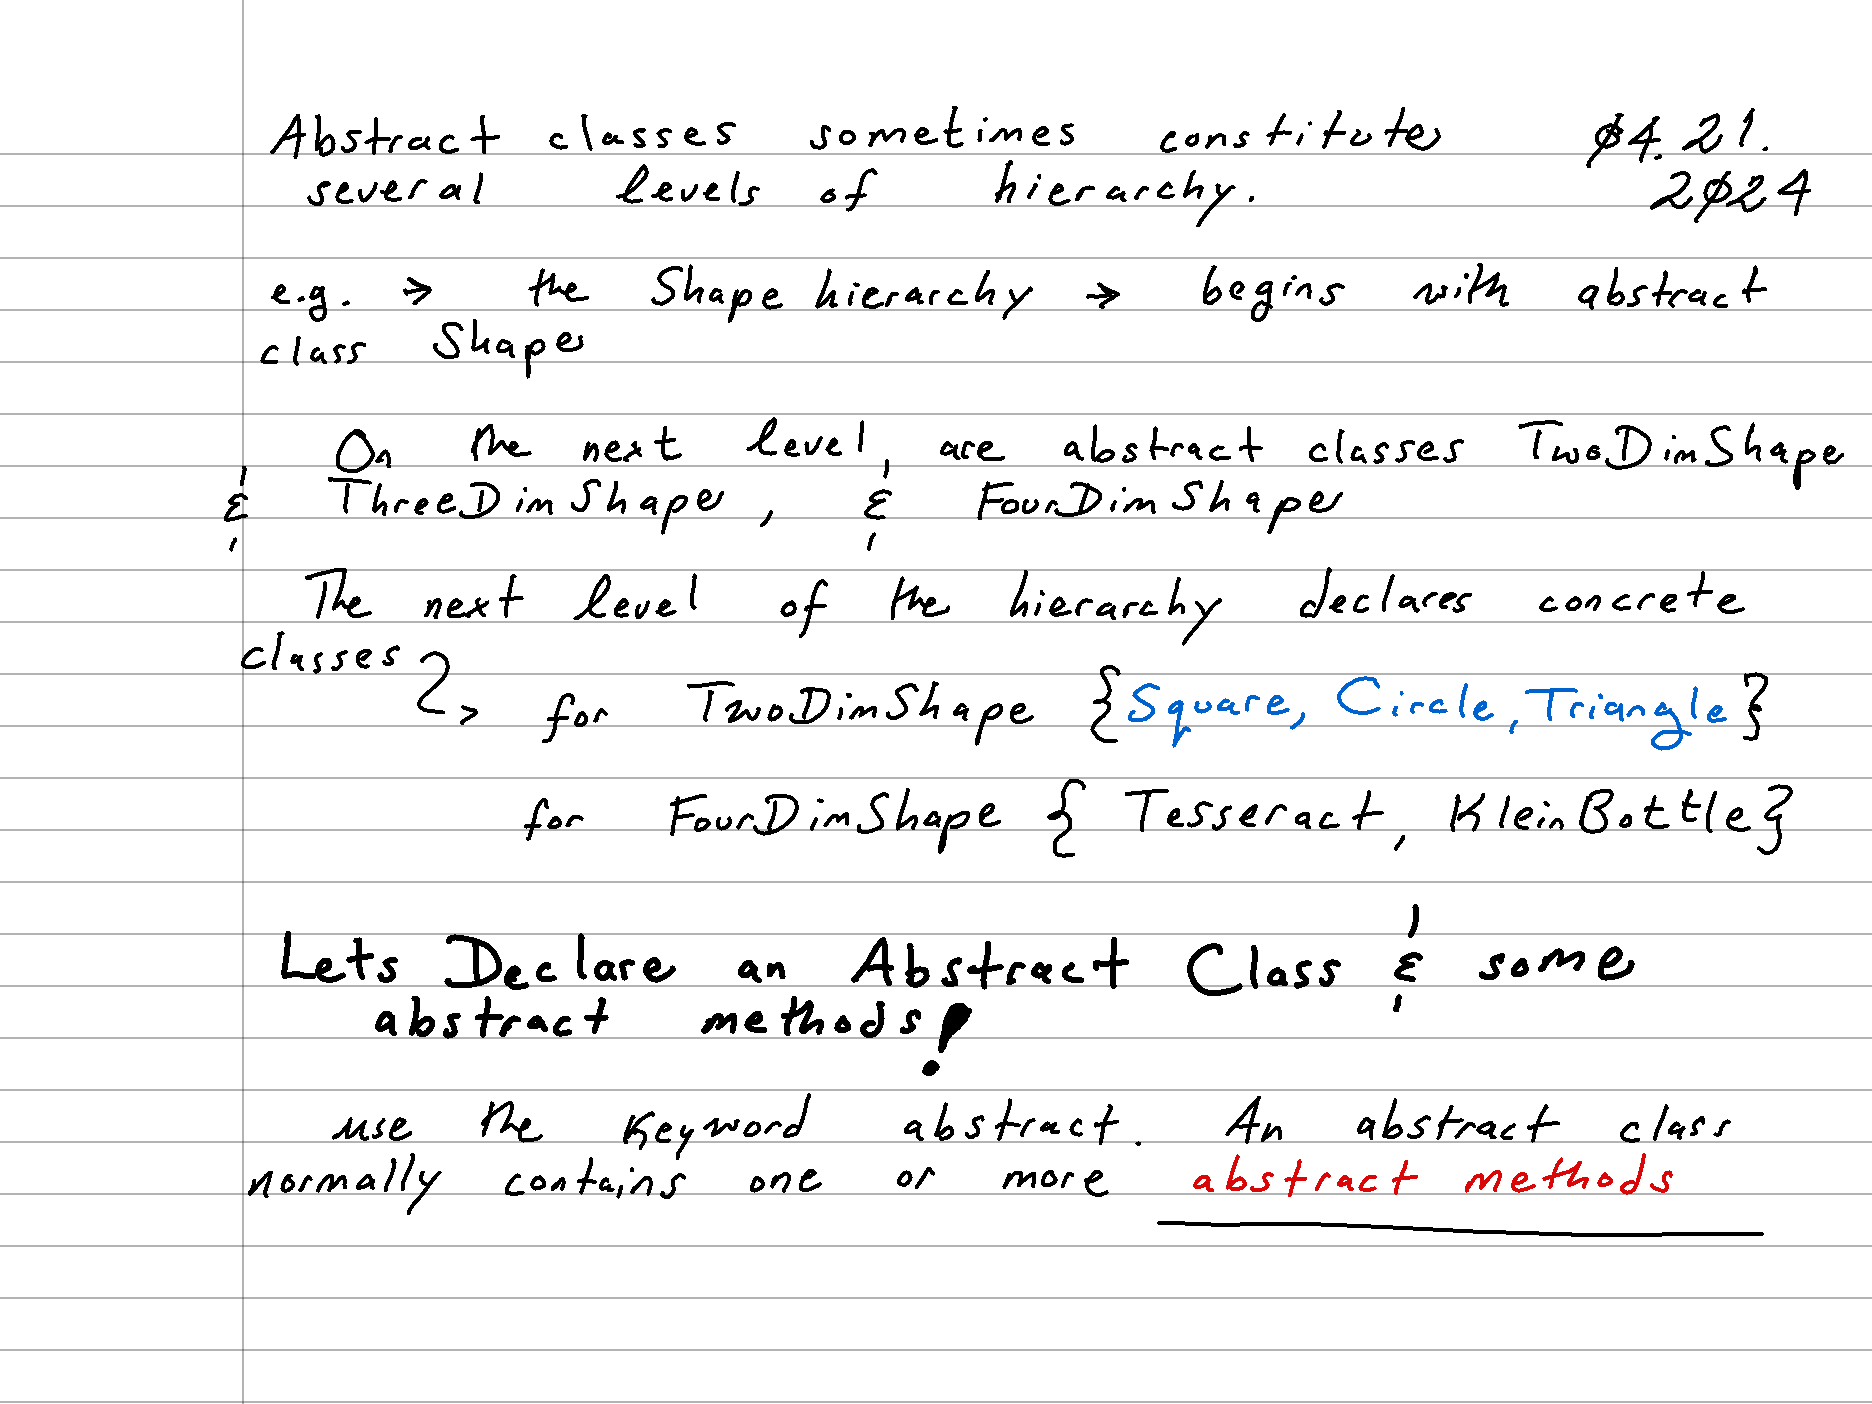 Abstract classes sometimes constitute Ø4.21.
several levels of hierarchy. 2Ø24
e.g. → the Shape hierarchy → begins with abstract
class Shape
On the next level, are abstract classes TwoDimShape
& ThreeDimShape, & FourDimShape
The next level of the hierarchy declares concrete
classes
for TwoDimShape {Square, Circle, Triangle}
for FourDimShape { Tesseract, KleinBottle}
Lets Declare an Abstract Class & some
abstract methods!
use the keyword abstract. An abstract class
normally contains one or more abstract methods